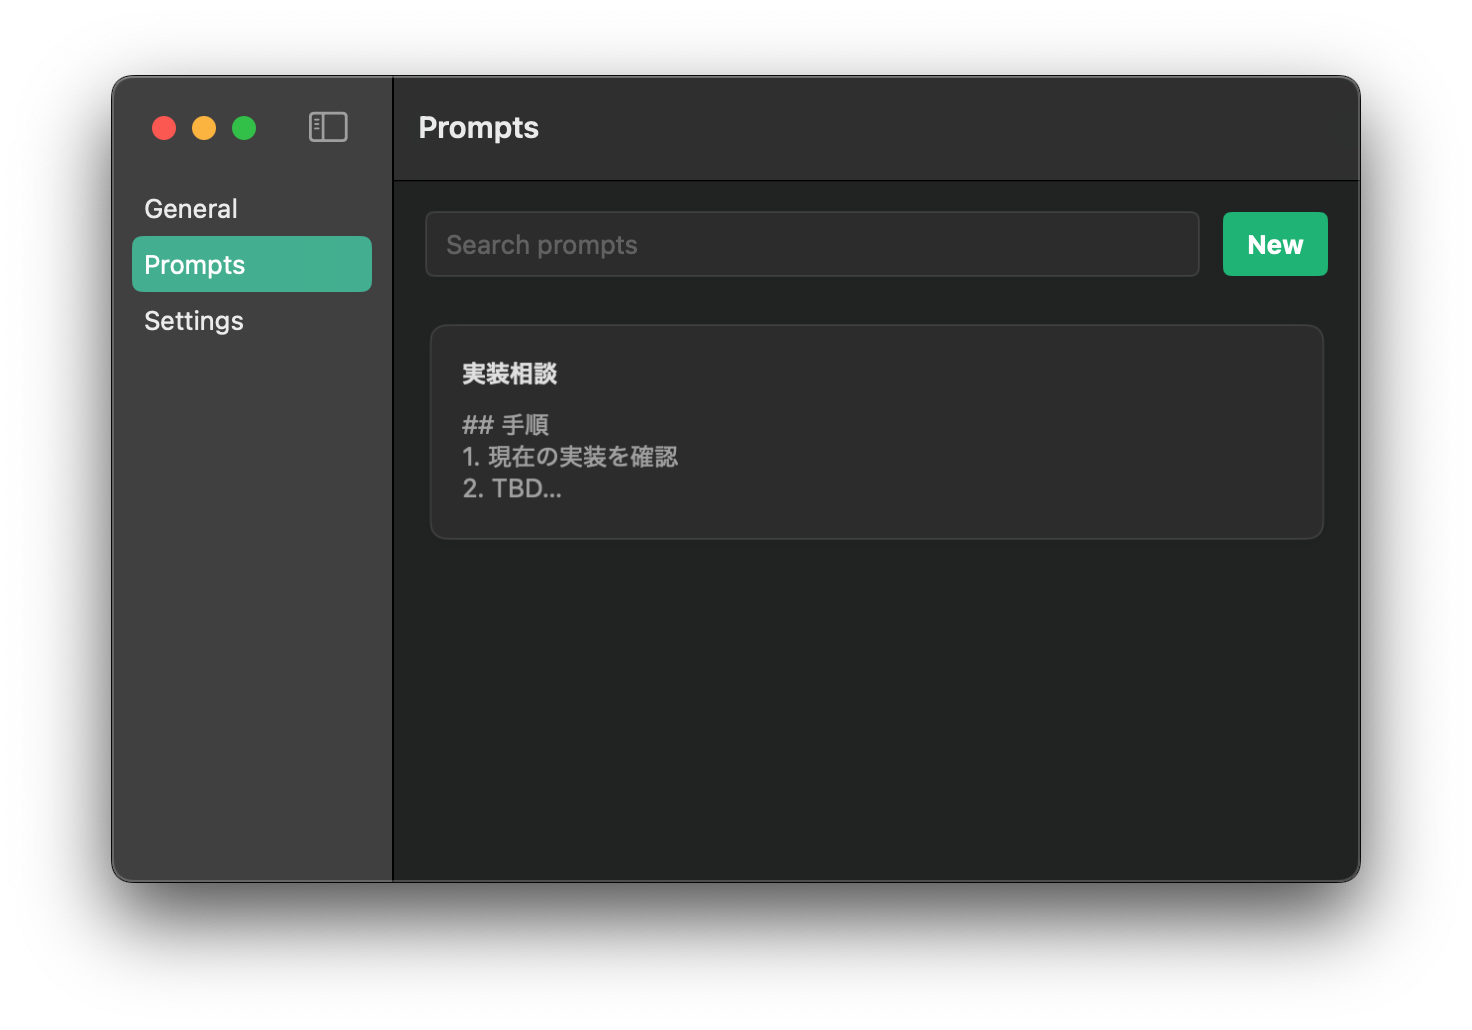 Prompts
General
Prompts
Settings
Search prompts
New
実装相談
## 手順
1. 現在の実装を確認
2. TBD...